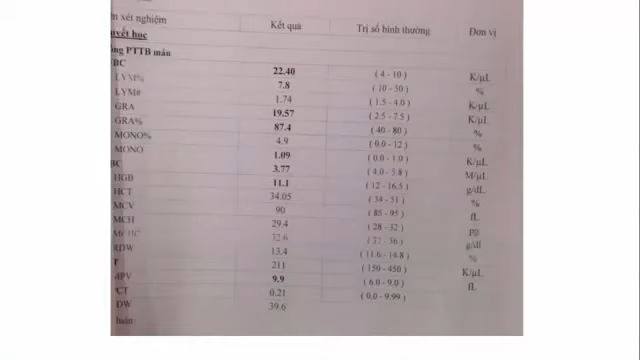 ên xét nghiệm Kết quả Trị số bình thường Đơn vị
uyết học
ông PTTB máu
WBC 22.40 ( 4 - 10 ) K/µL
LYM% 7.8 ( 10 - 50 ) %
LYM# 1.74 ( 1.5 - 4.0 ) K/µL
GRA 19.57 ( 2.5 - 7.5 ) K/µL
GRA% 87.4 ( 40 - 80 ) %
MONO% 4.9 ( 0.0 - 12 ) %
MONO 1.09 ( 0.0 - 1.0 ) K/µL
BC 3.77 ( 4.0 - 5.8 ) M/µL
HGB 11.1 ( 12 - 16.5 ) g/dL
HCT 34.05 ( 34 - 51 ) %
MCV 90 ( 85 - 95 ) fL
MCH 29.4 ( 28 - 32 ) pg
MCHC 32.6 ( 32 - 36 ) g/dl
RDW 13.4 ( 11.6 - 14.8 ) %
T 211 ( 150 - 450 ) K/µL
MPV 9.9 ( 6.0 - 9.0 ) fL
PCT 0.21 ( 0.0 - 9.99 )
DW 39.6
luận: